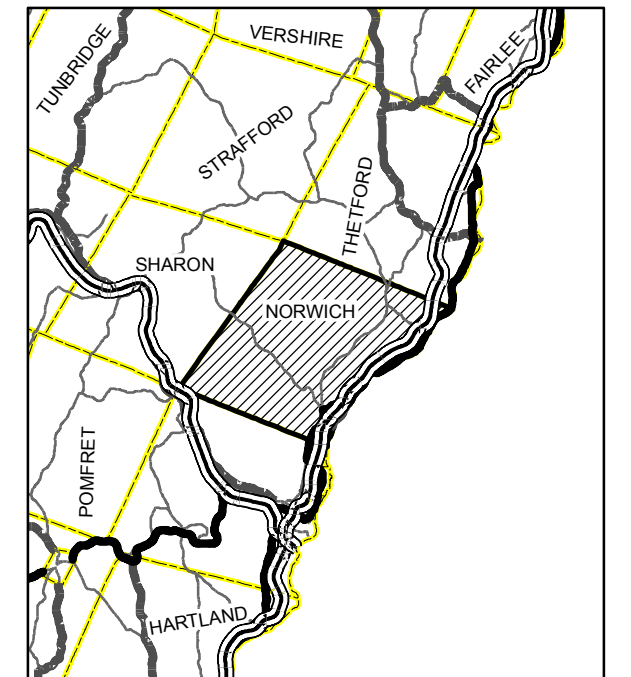 VERSHIRE
TUNBRIDGE
FAIRLEE
STRAFFORD
THETFORD
SHARON
NORWICH
POMFRET
HARTLAND